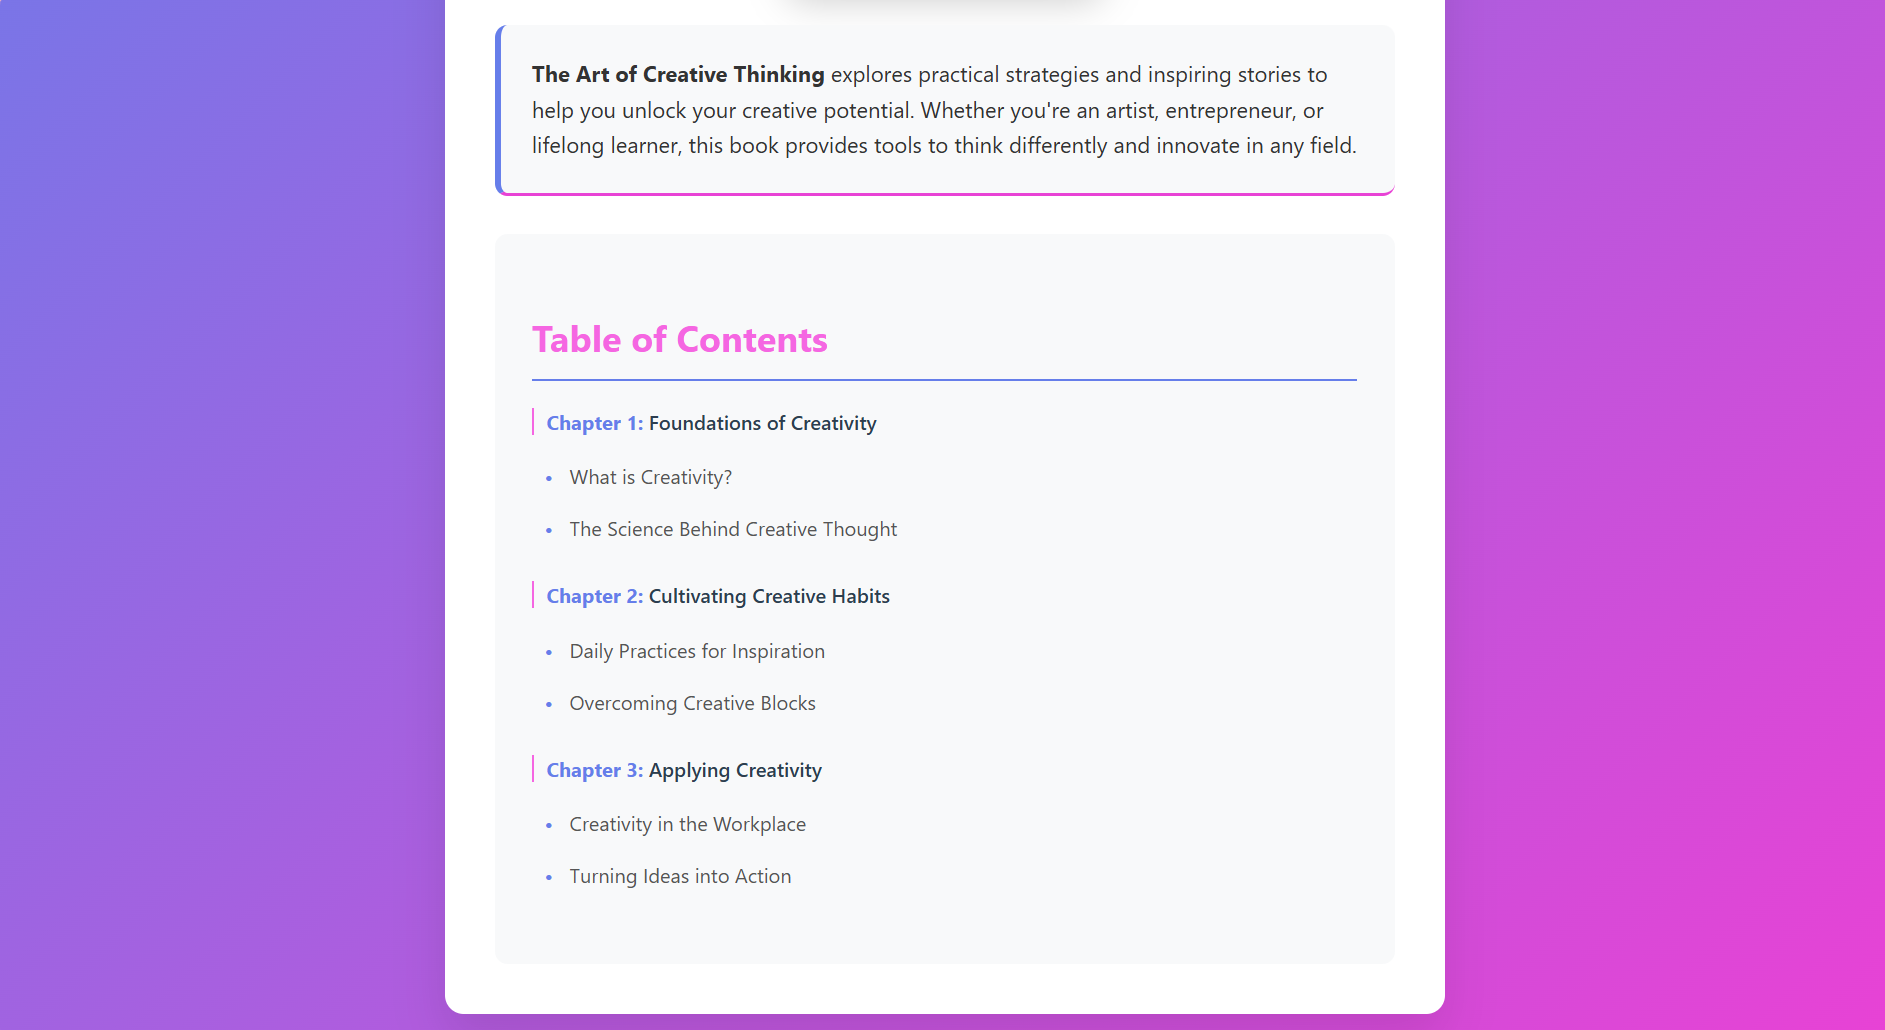 The Art of Creative Thinking explores practical strategies and inspiring stories to
help you unlock your creative potential. Whether you're an artist, entrepreneur, or
lifelong learner, this book provides tools to think differently and innovate in any field.
Table of Contents
Chapter 1: Foundations of Creativity
• What is Creativity?
• The Science Behind Creative Thought
Chapter 2: Cultivating Creative Habits
• Daily Practices for Inspiration
• Overcoming Creative Blocks
Chapter 3: Applying Creativity
• Creativity in the Workplace
• Turning Ideas into Action